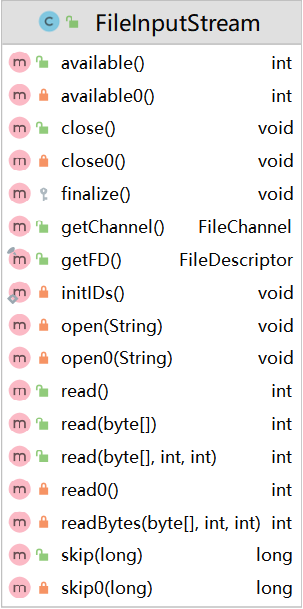 FileInputStream
available() int
available0() int
close() void
close0() void
finalize() void
getChannel() FileChannel
getFD() FileDescriptor
initIDs() void
open(String) void
open0(String) void
read() int
read(byte[]) int
read(byte[], int, int) int
read0() int
readBytes(byte[], int, int) int
skip(long) long
skip0(long) long